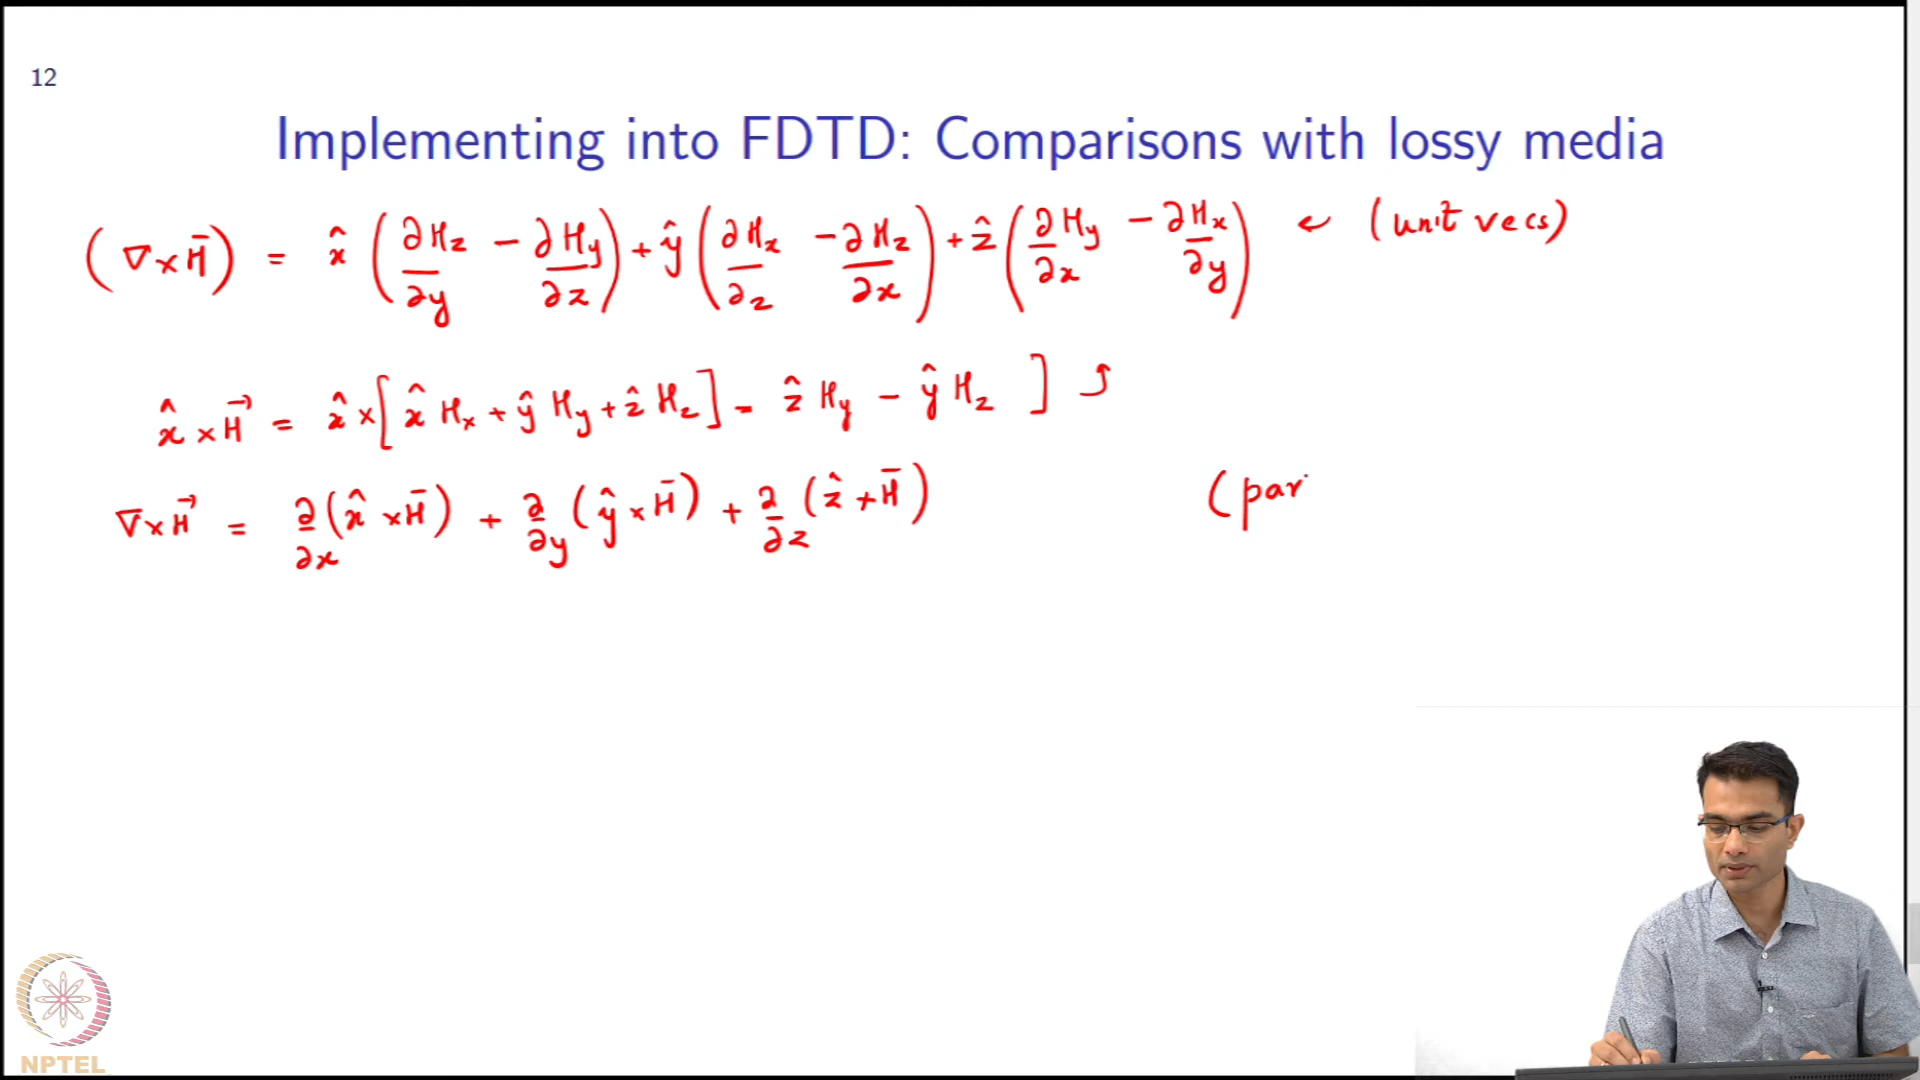 12
Implementing into FDTD: Comparisons with lossy media
(∇×H̄) = x̂ (∂Hz/∂y − ∂Hy/∂z) + ŷ (∂Hx/∂z − ∂Hz/∂x) + ẑ (∂Hy/∂x − ∂Hx/∂y) ← (unit vecs)
x̂×H⃗ = x̂×[x̂ Hx + ŷ Hy + ẑ Hz] = ẑ Hy − ŷ Hz ]
∇×H⃗ = ∂/∂x (x̂×H̄) + ∂/∂y (ŷ×H̄) + ∂/∂z (ẑ×H̄) (par
NPTEL